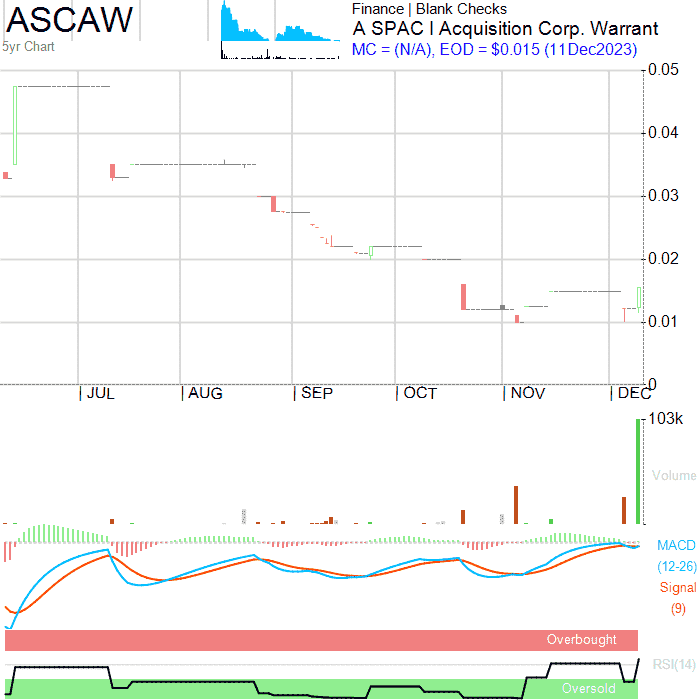 ASCAW
5yr Chart
Finance | Blank Checks
A SPAC I Acquisition Corp. Warrant
MC = (N/A), EOD = $0.015 (11Dec2023)
0.05
0.04
0.03
0.02
0.01
0
| JUL | AUG | SEP | OCT | NOV | DEC
103k
Volume
MACD
(12-26)
Signal
(9)
Overbought
RSI(14)
Oversold